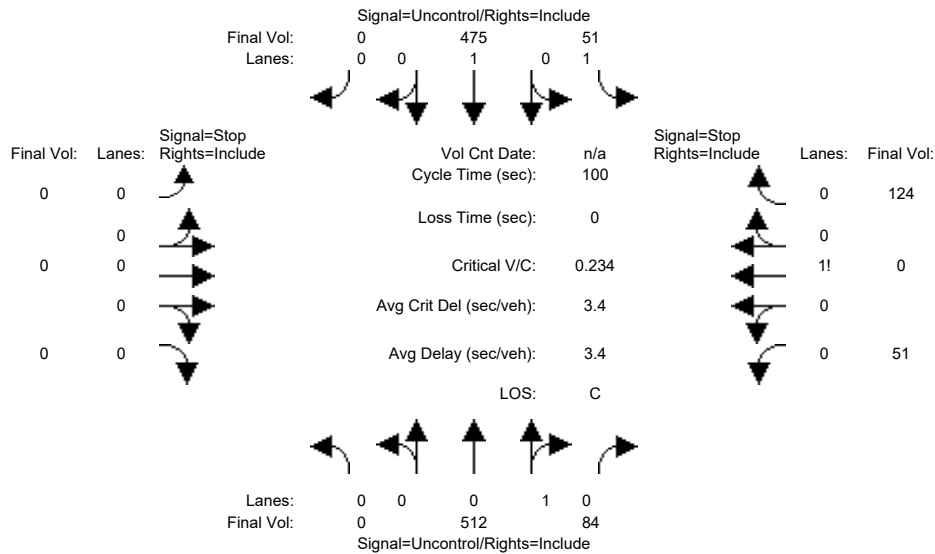 Signal=Uncontrol/Rights=Include
Final Vol: 0 475 51
Lanes: 0 0 1 0 1
Signal=Stop Signal=Stop
Final Vol: Lanes: Rights=Include Vol Cnt Date: n/a Rights=Include Lanes: Final Vol:
Cycle Time (sec): 100
0 0 0 124
Loss Time (sec): 0
0 0
0 0 Critical V/C: 0.234 1! 0
0 Avg Crit Del (sec/veh): 3.4 0
0 0 Avg Delay (sec/veh): 3.4 0 51
LOS: C
Lanes: 0 0 0 1 0
Final Vol: 0 512 84
Signal=Uncontrol/Rights=Include